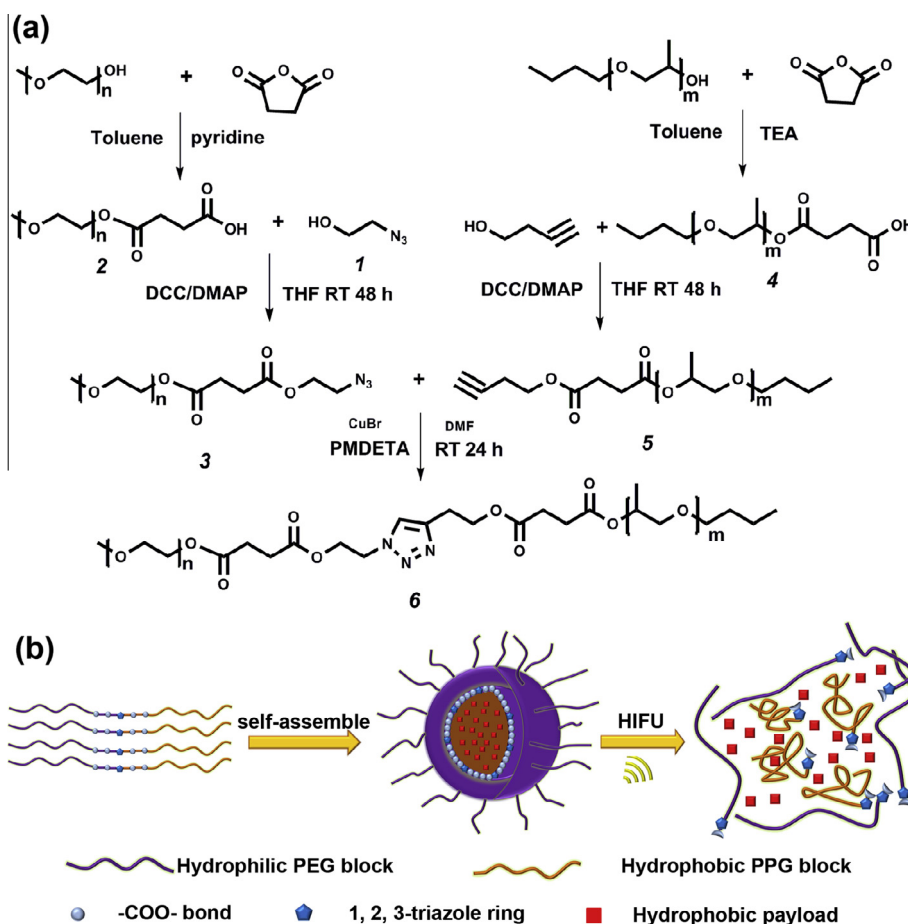 (a)
O
OH
n
+
O O O
O
m
OH
+
O O O
Toluene pyridine
Toluene TEA
O
n
O
O
O
OH
+
HO
N3
HO
+
O
m
O
O
O
OH
2
1
4
DCC/DMAP THF RT 48 h
DCC/DMAP THF RT 48 h
O
n
O
O
O
O
N3
+
O
O
O
O
O
m
CuBr DMF
3
PMDETA RT 24 h
5
O
n
O
O
O
O
N
N
N
O
O
O
O
O
m
6
(b)
self-assemble
HIFU
Hydrophilic PEG block
Hydrophobic PPG block
-COO- bond
1, 2, 3-triazole ring
Hydrophobic payload